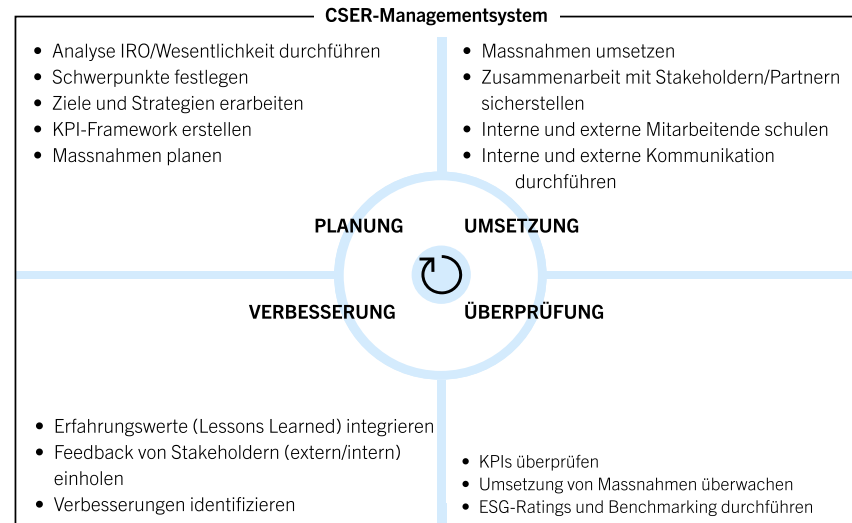 CSER-Managementsystem
• Analyse IRO/Wesentlichkeit durchführen
• Schwerpunkte festlegen
• Ziele und Strategien erarbeiten
• KPI-Framework erstellen
• Massnahmen planen
• Massnahmen umsetzen
• Zusammenarbeit mit Stakeholdern/Partnern
sicherstellen
• Interne und externe Mitarbeitende schulen
• Interne und externe Kommunikation
durchführen
PLANUNG
UMSETZUNG
VERBESSERUNG
ÜBERPRÜFUNG
• Erfahrungswerte (Lessons Learned) integrieren
• Feedback von Stakeholdern (extern/intern)
einholen
• Verbesserungen identifizieren
• KPIs überprüfen
• Umsetzung von Massnahmen überwachen
• ESG-Ratings und Benchmarking durchführen